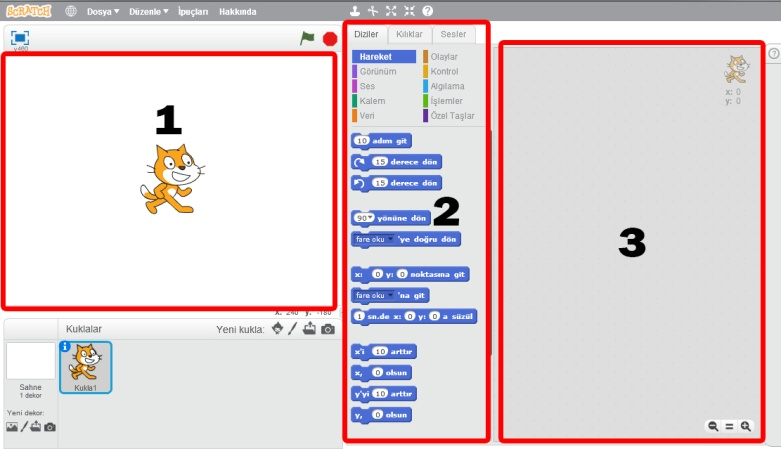 SCRATCH Dosya Düzenle İpuçları Hakkında
Diziler Kılıklar Sesler
Hareket Olaylar
Görünüm Kontrol
Ses Algılama
Kalem İşlemler
Veri Özel Taşlar
1
10 adım git
15 derece dön
15 derece dön
90 yönüne dön
fare oku 'ye doğru dön
x: 0 y: 0 noktasına git
fare oku 'na git
1 sn.de x: 0 y: 0 a süzül
x'i 10 arttır
x, 0 olsun
y'yi 10 arttır
y, 0 olsun
2
x: 0
y: 0
3
x: 240 y: -180
Kuklalar Yeni kukla:
Sahne
1 dekor
Yeni dekor:
Kukla1